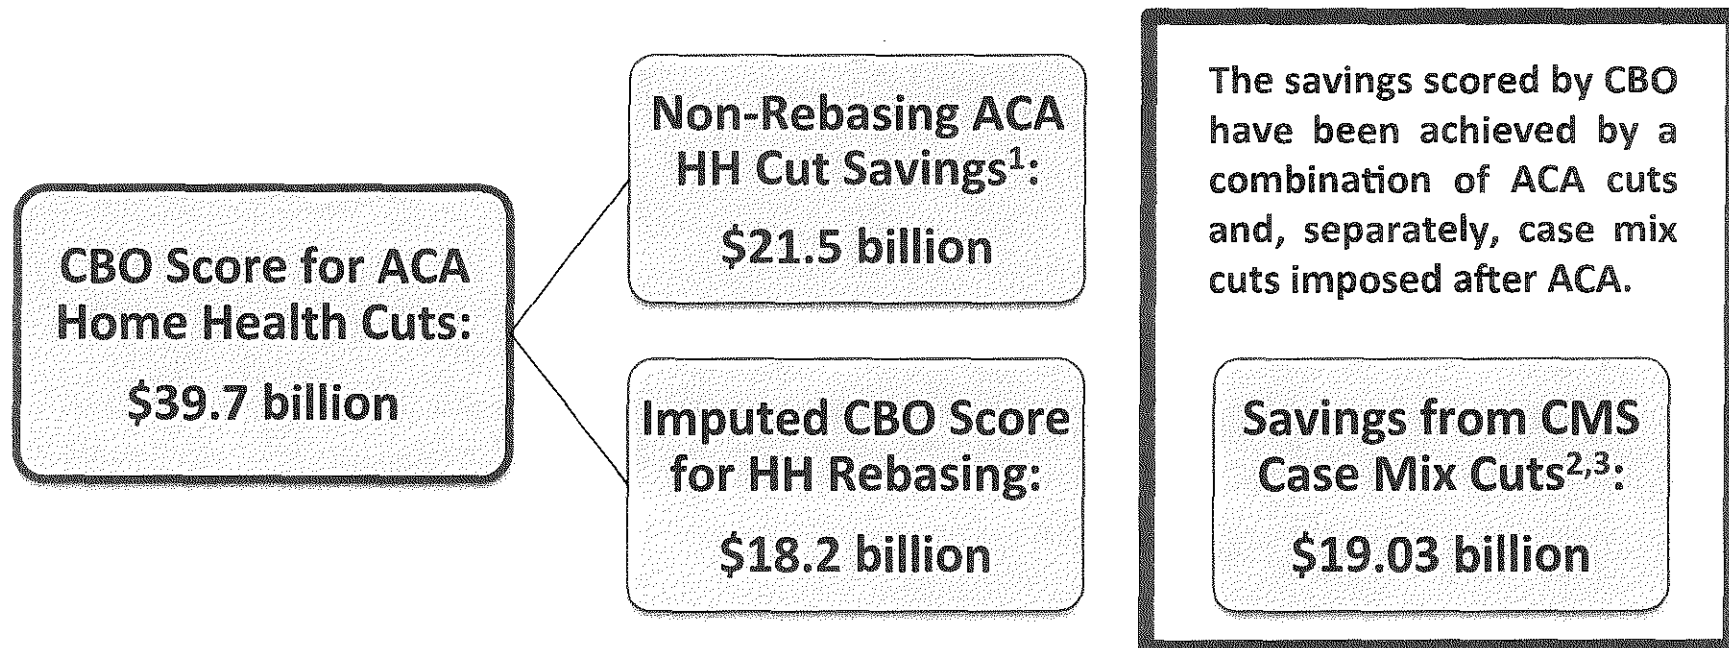 CBO Score for ACA
Home Health Cuts:
$39.7 billion
Non-Rebasing ACA
HH Cut Savings¹:
$21.5 billion
Imputed CBO Score
for HH Rebasing:
$18.2 billion
The savings scored by CBO
have been achieved by a
combination of ACA cuts
and, separately, case mix
cuts imposed after ACA.
Savings from CMS
Case Mix Cuts²,³:
$19.03 billion